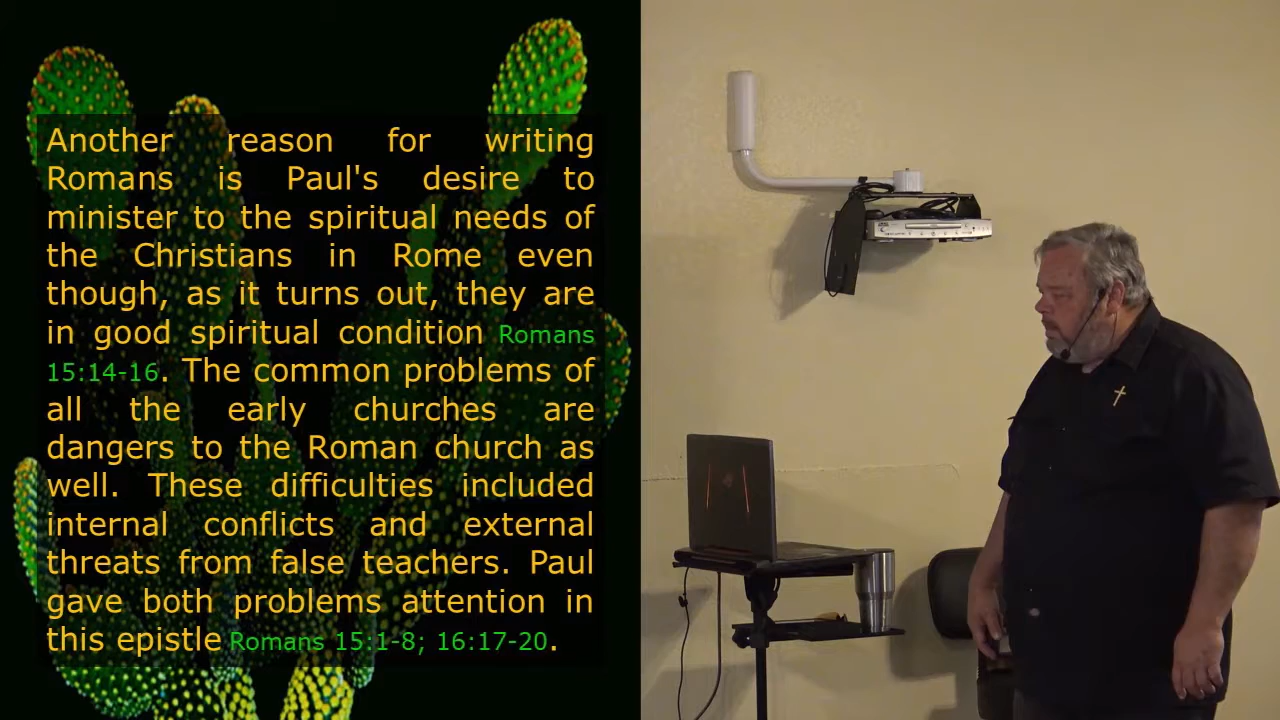 Another reason for writing
Romans is Paul's desire to
minister to the spiritual needs of
the Christians in Rome even
though, as it turns out, they are
in good spiritual condition Romans
15:14-16. The common problems of
all the early churches are
dangers to the Roman church as
well. These difficulties included
internal conflicts and external
threats from false teachers. Paul
gave both problems attention in
this epistle Romans 15:1-8; 16:17-20.